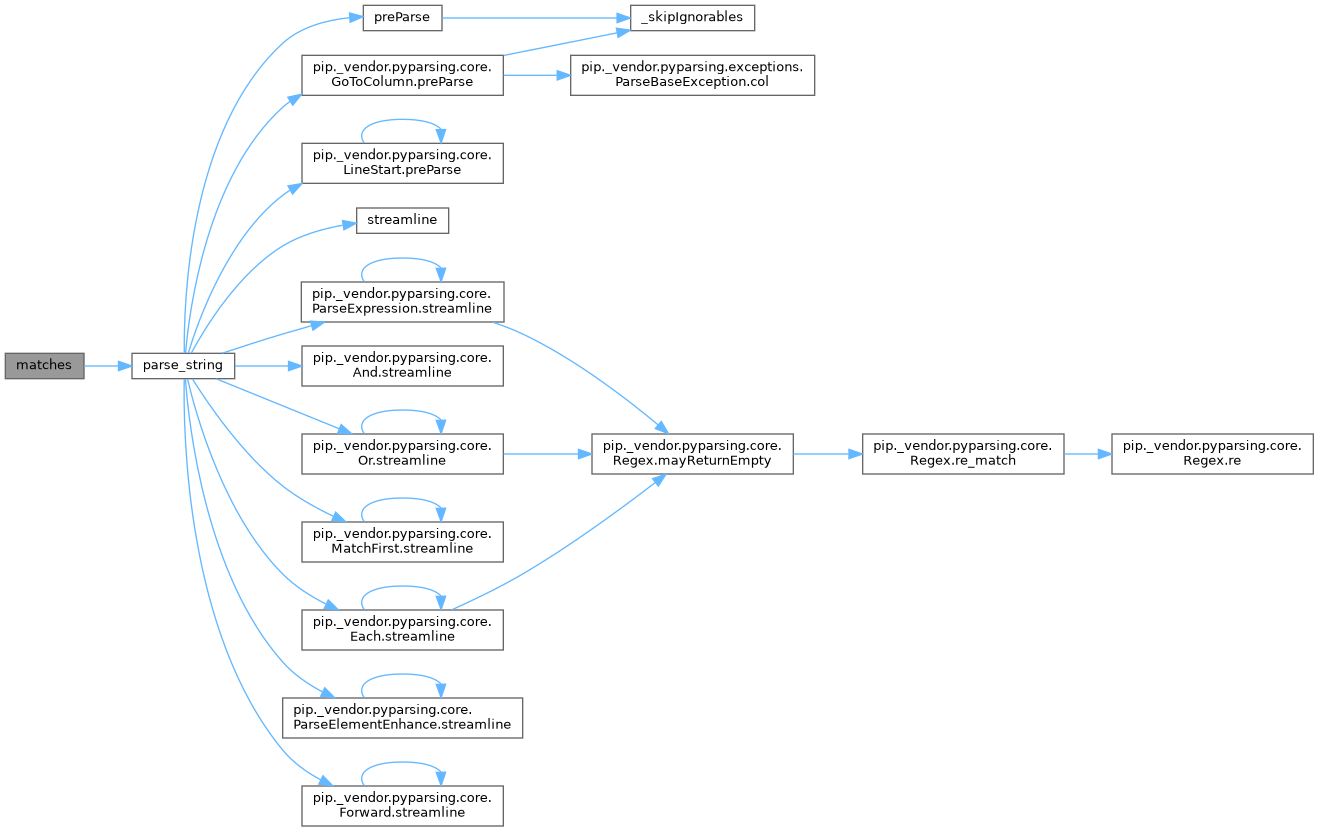 preParse
_skipIgnorables
pip._vendor.pyparsing.core.
GoToColumn.preParse
pip._vendor.pyparsing.exceptions.
ParseBaseException.col
pip._vendor.pyparsing.core.
LineStart.preParse
streamline
pip._vendor.pyparsing.core.
ParseExpression.streamline
matches
parse_string
pip._vendor.pyparsing.core.
And.streamline
pip._vendor.pyparsing.core.
Or.streamline
pip._vendor.pyparsing.core.
Regex.mayReturnEmpty
pip._vendor.pyparsing.core.
Regex.re_match
pip._vendor.pyparsing.core.
Regex.re
pip._vendor.pyparsing.core.
MatchFirst.streamline
pip._vendor.pyparsing.core.
Each.streamline
pip._vendor.pyparsing.core.
ParseElementEnhance.streamline
pip._vendor.pyparsing.core.
Forward.streamline